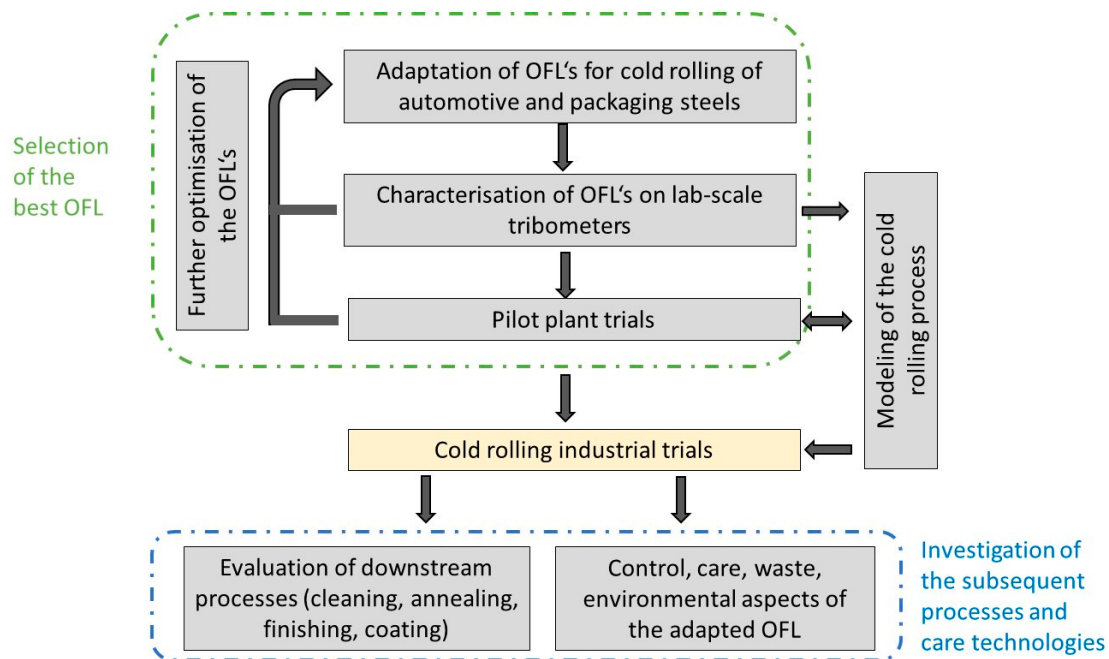 Selection
of the
best OFL
Further optimisation of
the OFL‘s
Adaptation of OFL‘s for cold rolling of
automotive and packaging steels
Characterisation of OFL‘s on lab-scale
tribometers
Pilot plant trials
Modeling of the cold
rolling process
Cold rolling industrial trials
Evaluation of downstream
processes (cleaning, annealing,
finishing, coating)
Control, care, waste,
environmental aspects of
the adapted OFL
Investigation of
the subsequent
processes and
care technologies